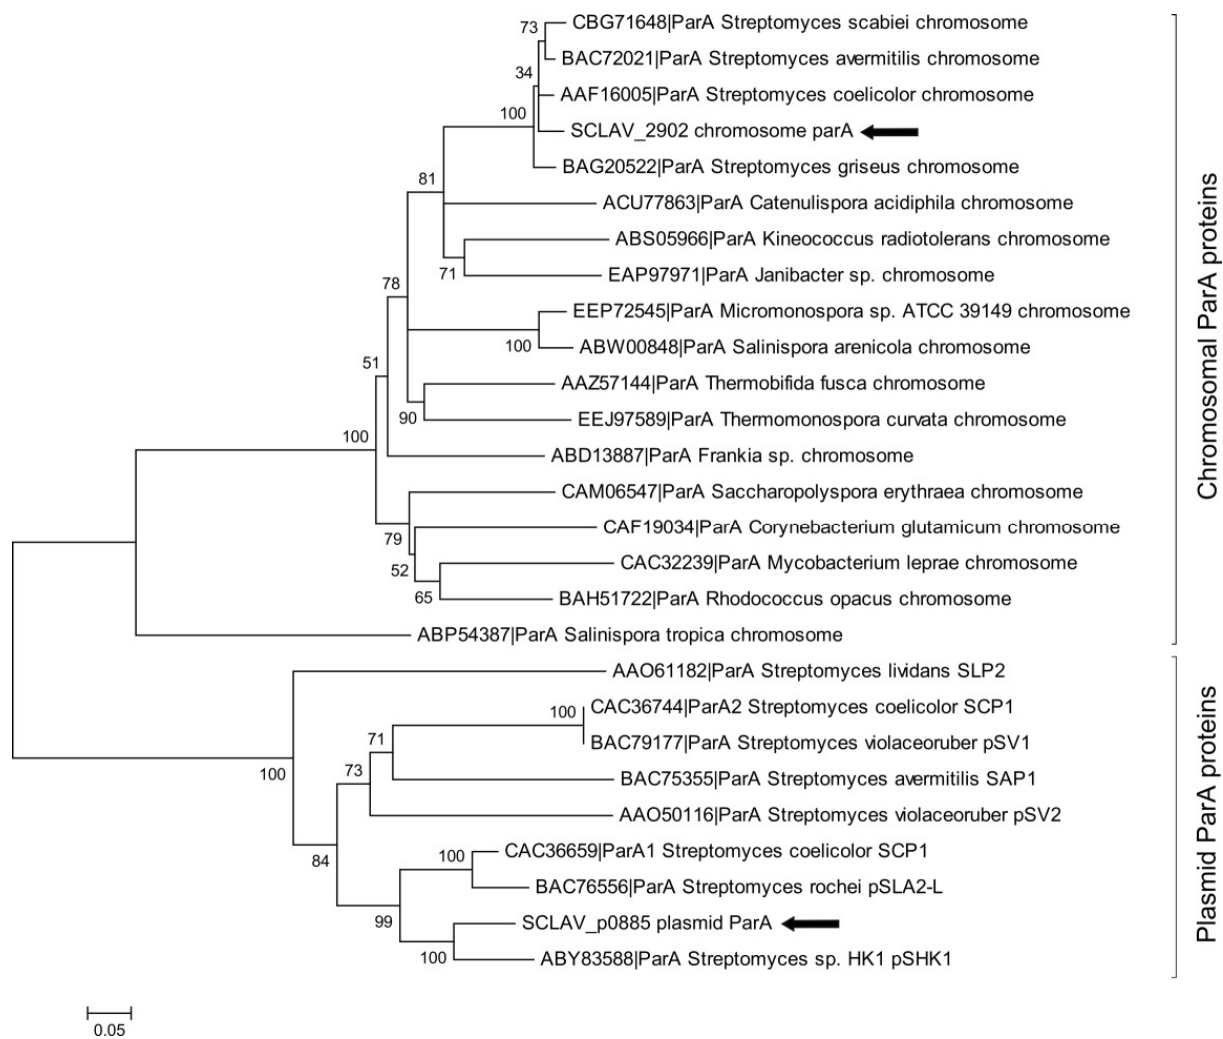 73
CBG71648|ParA Streptomyces scabiei chromosome
BAC72021|ParA Streptomyces avermitilis chromosome
34
AAF16005|ParA Streptomyces coelicolor chromosome
100
SCLAV_2902 chromosome parA
BAG20522|ParA Streptomyces griseus chromosome
81
ACU77863|ParA Catenulispora acidiphila chromosome
ABS05966|ParA Kineococcus radiotolerans chromosome
71
EAP97971|ParA Janibacter sp. chromosome
78
EEP72545|ParA Micromonospora sp. ATCC 39149 chromosome
100
ABW00848|ParA Salinispora arenicola chromosome
51
AAZ57144|ParA Thermobifida fusca chromosome
90
EEJ97589|ParA Thermomonospora curvata chromosome
100
ABD13887|ParA Frankia sp. chromosome
CAM06547|ParA Saccharopolyspora erythraea chromosome
79
CAF19034|ParA Corynebacterium glutamicum chromosome
52
CAC32239|ParA Mycobacterium leprae chromosome
65
BAH51722|ParA Rhodococcus opacus chromosome
ABP54387|ParA Salinispora tropica chromosome
Chromosomal ParA proteins
AAO61182|ParA Streptomyces lividans SLP2
100
CAC36744|ParA2 Streptomyces coelicolor SCP1
71
BAC79177|ParA Streptomyces violaceoruber pSV1
100
73
BAC75355|ParA Streptomyces avermitilis SAP1
AAO50116|ParA Streptomyces violaceoruber pSV2
84
100
CAC36659|ParA1 Streptomyces coelicolor SCP1
BAC76556|ParA Streptomyces rochei pSLA2-L
99
SCLAV_p0885 plasmid ParA
100
ABY83588|ParA Streptomyces sp. HK1 pSHK1
Plasmid ParA proteins
0.05